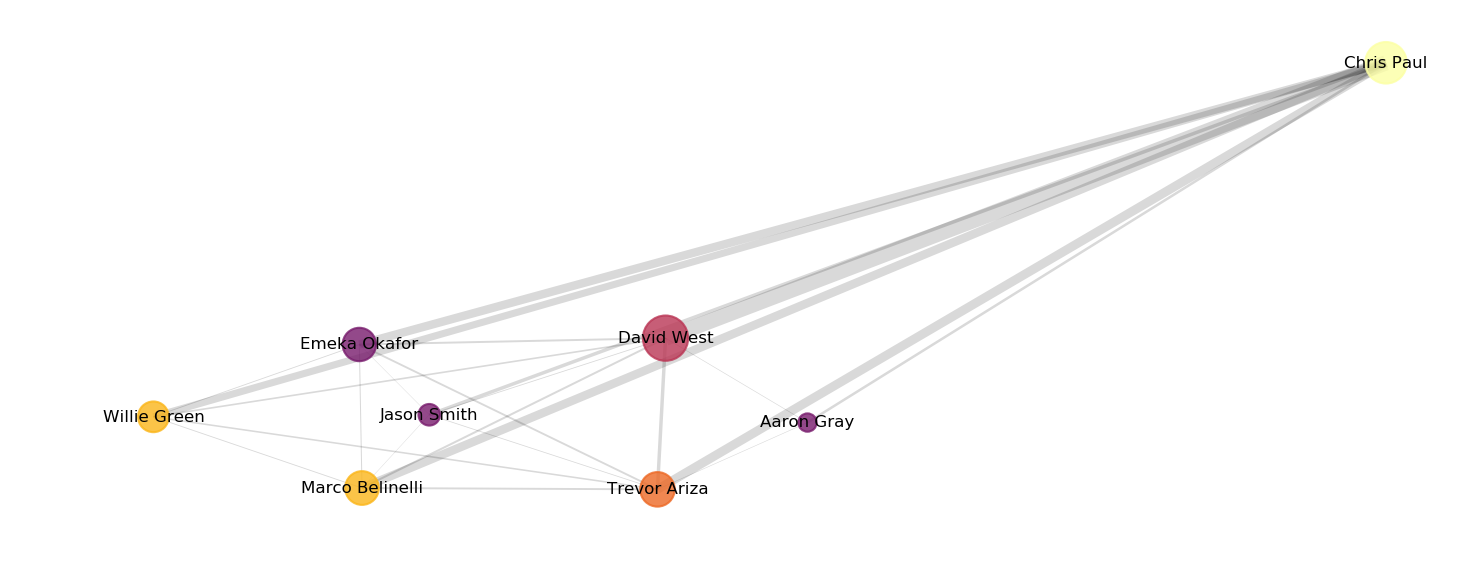 Chris Paul
David West
Emeka Okafor
Jason Smith
Willie Green
Aaron Gray
Marco Belinelli
Trevor Ariza